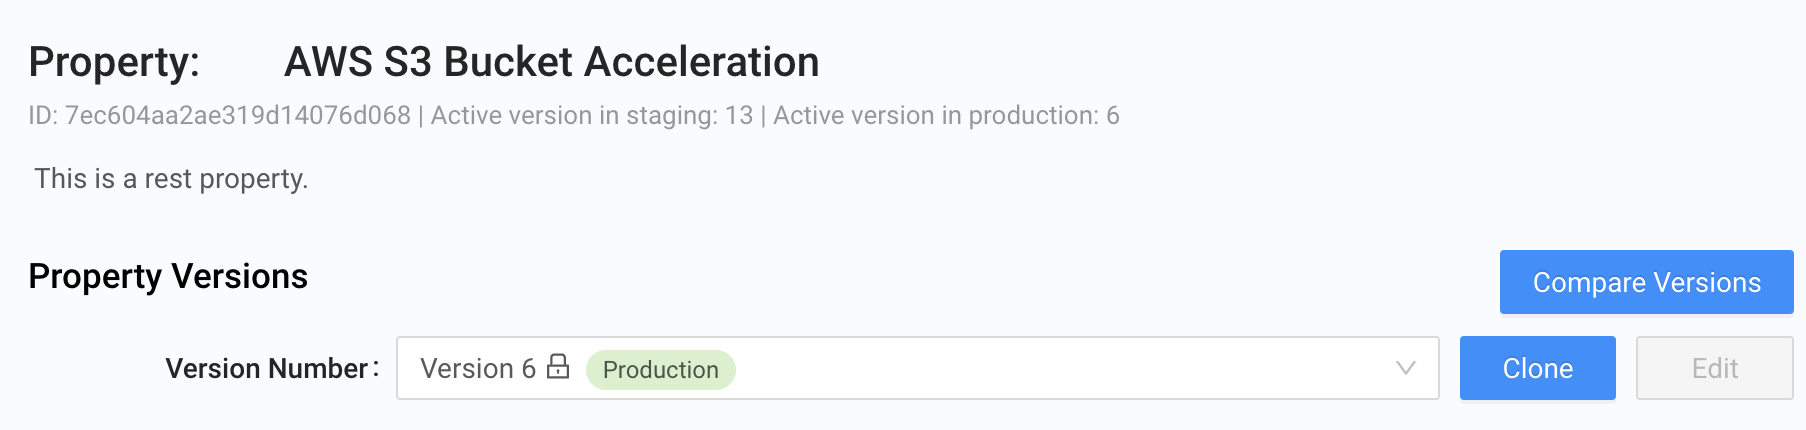 Property: AWS S3 Bucket Acceleration
ID: 7ec604aa2ae319d14076d068 | Active version in staging: 13 | Active version in production: 6
This is a rest property.
Property Versions
Compare Versions
Version Number: Version 6 Production Clone Edit